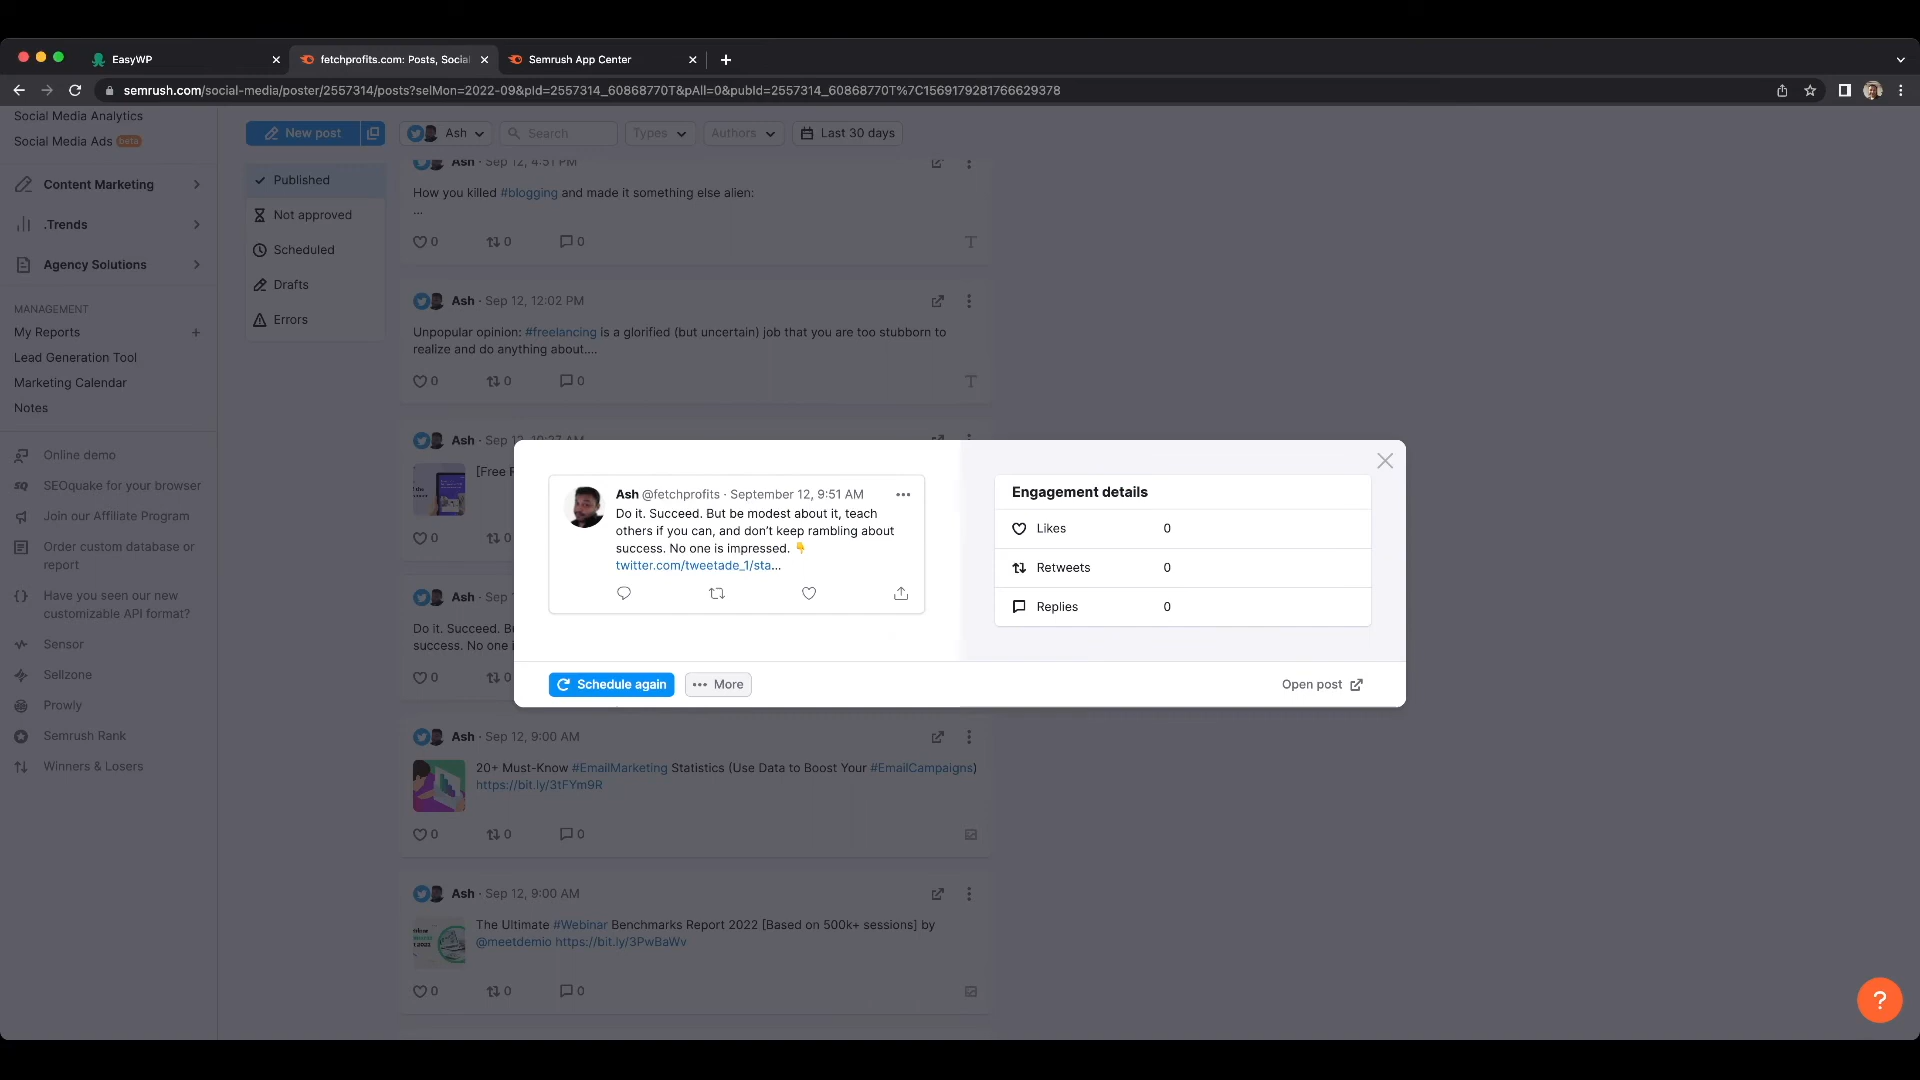 EasyWP
fetchprofits.com: Posts, Social
Semrush App Center
semrush.com/social-media/poster/2557314/posts?selMon=2022-09&pId=2557314_60868770T&pAll=0&pubId=2557314_60868770T%7C1569179281766629378
Social Media Analytics
Social Media Ads beta
Content Marketing
.Trends
Agency Solutions
MANAGEMENT
My Reports +
Lead Generation Tool
Marketing Calendar
Notes
Online demo
SEOquake for your browser
Join our Affiliate Program
Order custom database or
report
Have you seen our new
customizable API format?
Sensor
Sellzone
Prowly
Semrush Rank
Winners & Losers
New post
Ash
Search
Types
Authors
Last 30 days
Published
Not approved
Scheduled
Drafts
Errors
Ash · Sep 12, 4:51 PM
How you killed #blogging and made it something else alien:
...
0 0 0
Ash · Sep 12, 12:02 PM
Unpopular opinion: #freelancing is a glorified (but uncertain) job that you are too stubborn to
realize and do anything about....
0 0 0
Ash · Sep 12, 10:27 AM
[Free
0 0
Ash · Sep
Do it. Succeed. B
success. No one i
0 0
Ash @fetchprofits · September 12, 9:51 AM
Do it. Succeed. But be modest about it, teach
others if you can, and don't keep rambling about
success. No one is impressed. 👇
twitter.com/tweetade_1/sta...
Engagement details
Likes 0
Retweets 0
Replies 0
Schedule again
More
Open post
Ash · Sep 12, 9:00 AM
20+ Must-Know #EmailMarketing Statistics (Use Data to Boost Your #EmailCampaigns)
https://bit.ly/3tFYm9R
0 0 0
Ash · Sep 12, 9:00 AM
The Ultimate #Webinar Benchmarks Report 2022 [Based on 500k+ sessions] by
@meetdemio https://bit.ly/3PwBaWv
0 0 0
?